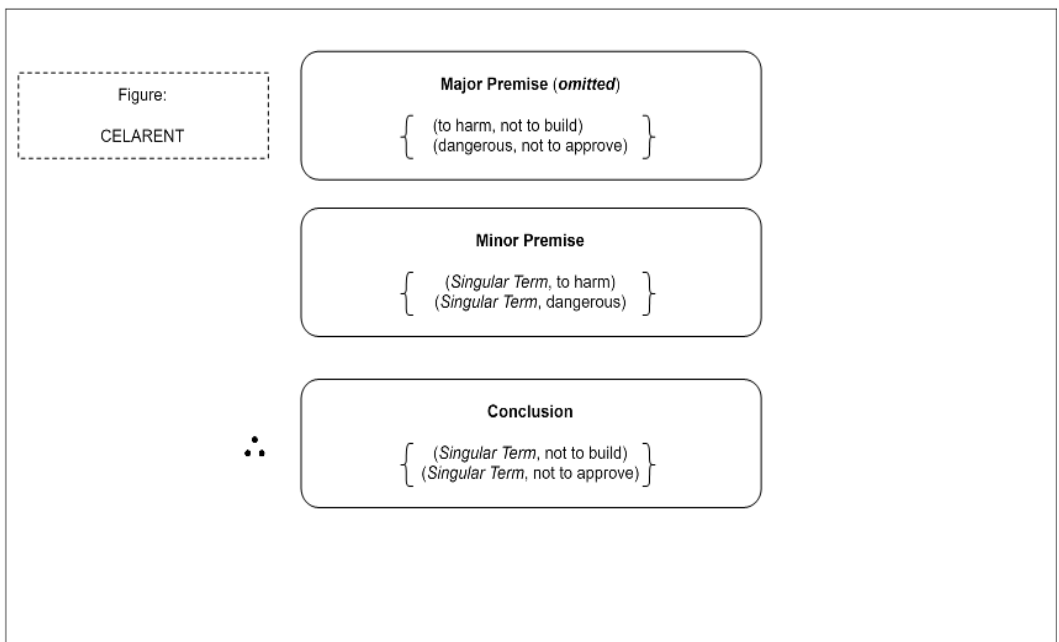 Figure:
CELARENT
Major Premise (omitted)
(to harm, not to build)
(dangerous, not to approve)
Minor Premise
(Singular Term, to harm)
(Singular Term, dangerous)
∴
Conclusion
(Singular Term, not to build)
(Singular Term, not to approve)